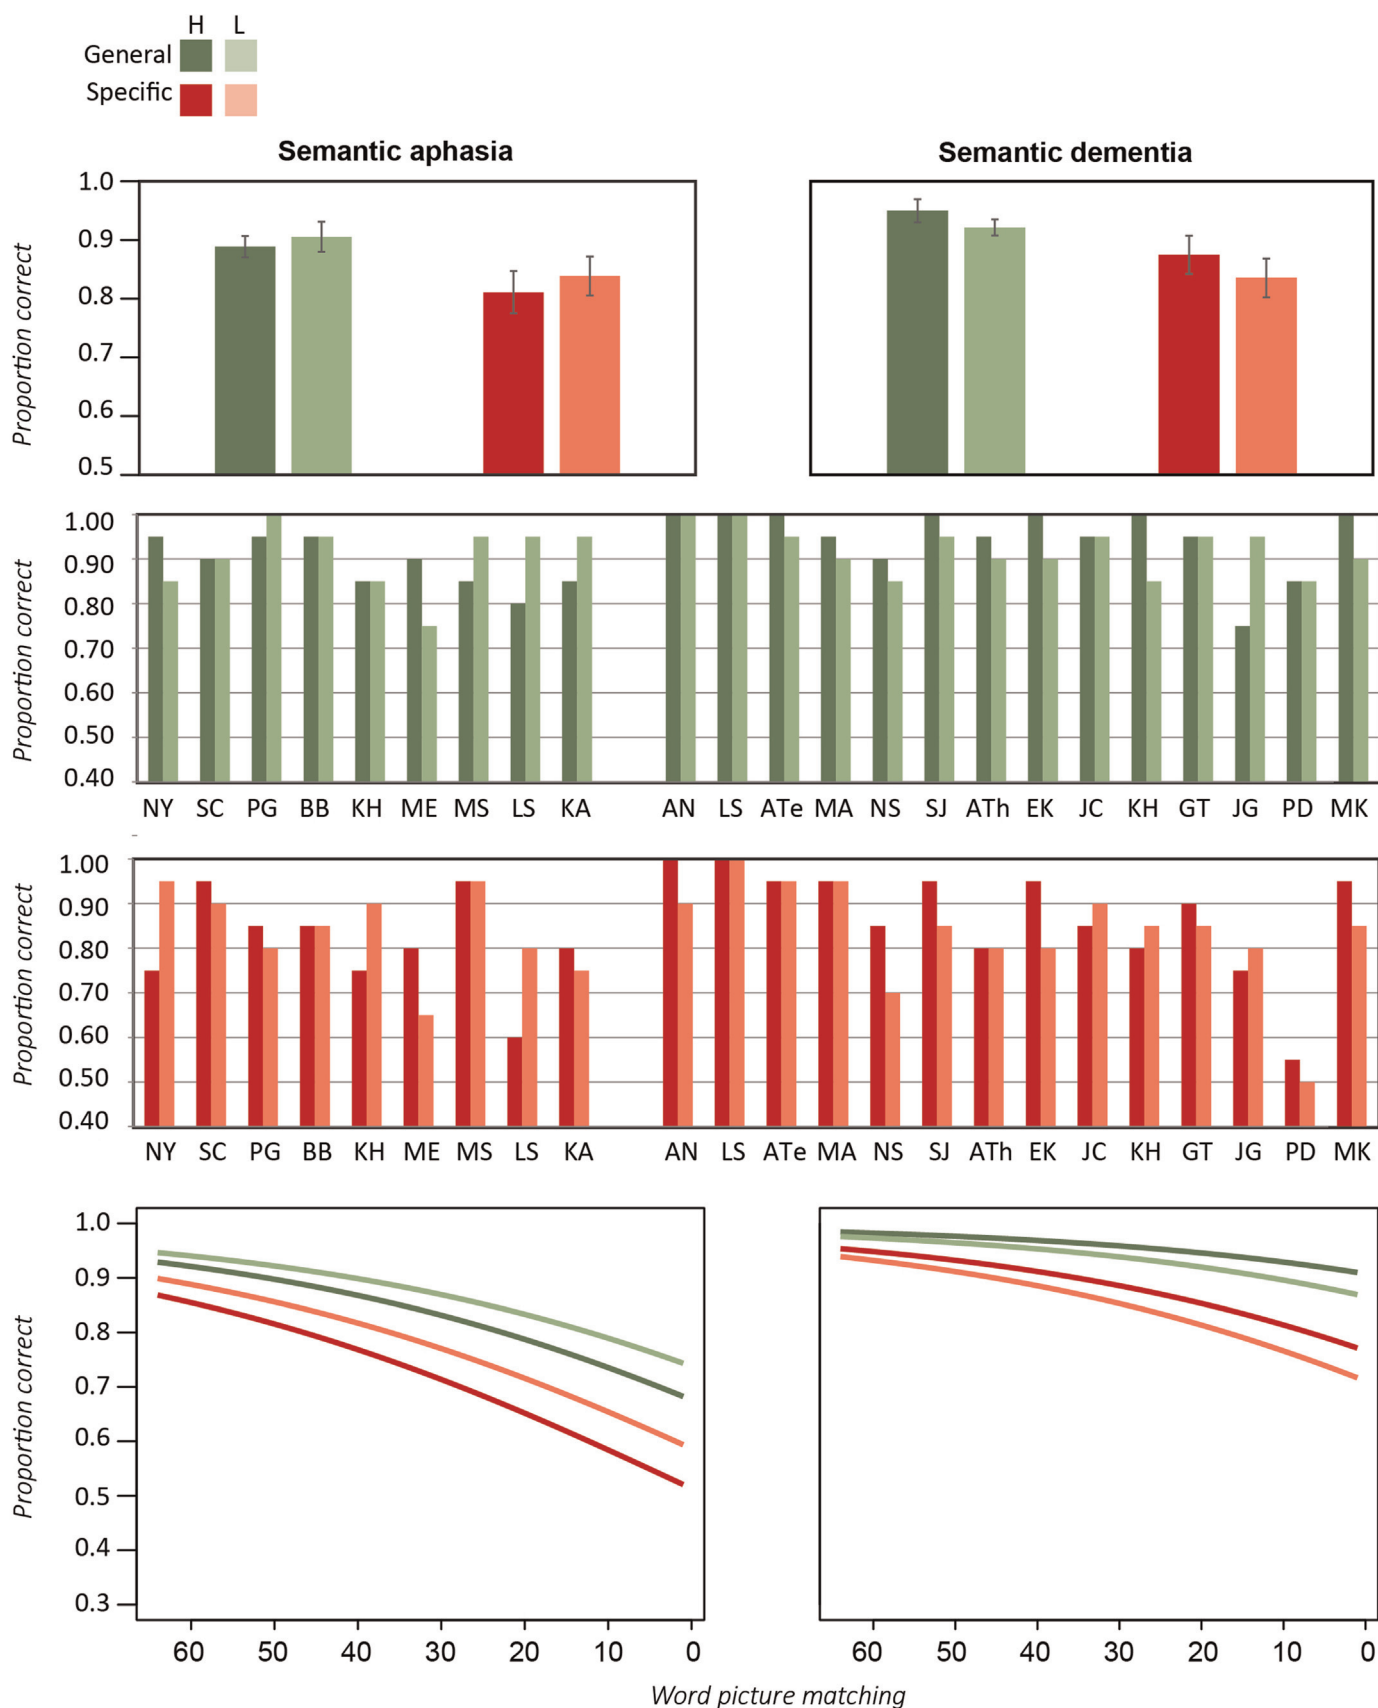 H L
General
Specific
Semantic aphasia
Semantic dementia
Proportion correct
1.0
0.9
0.8
0.7
0.6
0.5
Proportion correct
1.00
0.90
0.80
0.70
0.60
0.50
0.40
NY SC PG BB KH ME MS LS KA AN LS ATe MA NS SJ ATh EK JC KH GT JG PD MK
Proportion correct
1.00
0.90
0.80
0.70
0.60
0.50
0.40
NY SC PG BB KH ME MS LS KA AN LS ATe MA NS SJ ATh EK JC KH GT JG PD MK
Proportion correct
1.0
0.9
0.8
0.7
0.6
0.5
0.4
0.3
60 50 40 30 20 10 0 60 50 40 30 20 10 0
Word picture matching